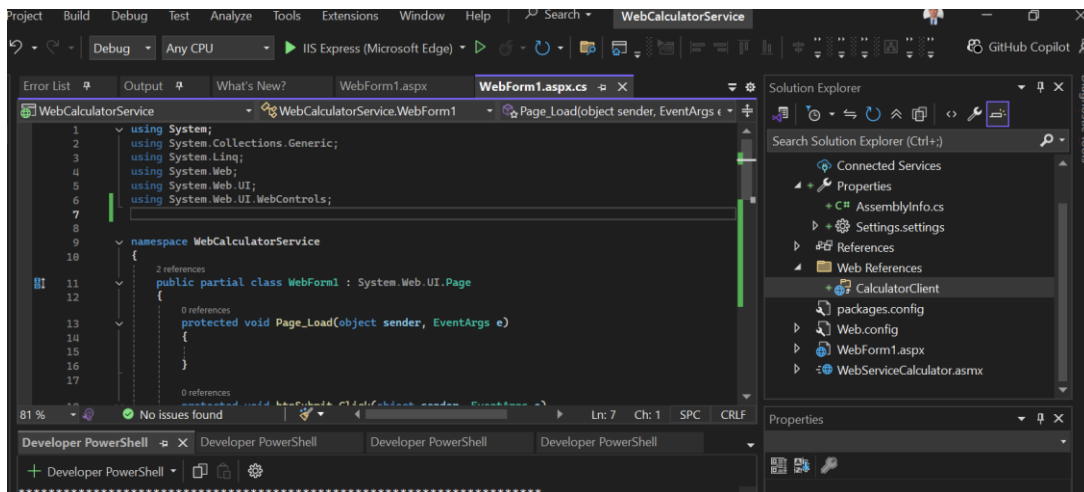 Project Build Debug Test Analyze Tools Extensions Window Help Search WebCalculatorService
Debug Any CPU IIS Express (Microsoft Edge) GitHub Copilot
Error List Output What's New? WebForm1.aspx WebForm1.aspx.cs
WebCalculatorService WebCalculatorService.WebForm1 Page_Load(object sender, EventArgs e
1 using System;
2 using System.Collections.Generic;
3 using System.Linq;
4 using System.Web;
5 using System.Web.UI;
6 using System.Web.UI.WebControls;
7
8
9 namespace WebCalculatorService
10 {
2 references
11 public partial class WebForm1 : System.Web.UI.Page
12 {
0 references
13 protected void Page_Load(object sender, EventArgs e)
14 {
15
16 }
17
0 references
protected void btnSubmit_Click(object sender, EventArgs e)
81 % No issues found Ln: 7 Ch: 1 SPC CRLF
Developer PowerShell Developer PowerShell Developer PowerShell Developer PowerShell
+ Developer PowerShell
**********************************************************************
Solution Explorer
Search Solution Explorer (Ctrl+;)
Connected Services
Properties
C# AssemblyInfo.cs
Settings.settings
References
Web References
CalculatorClient
packages.config
Web.config
WebForm1.aspx
WebServiceCalculator.asmx
Properties